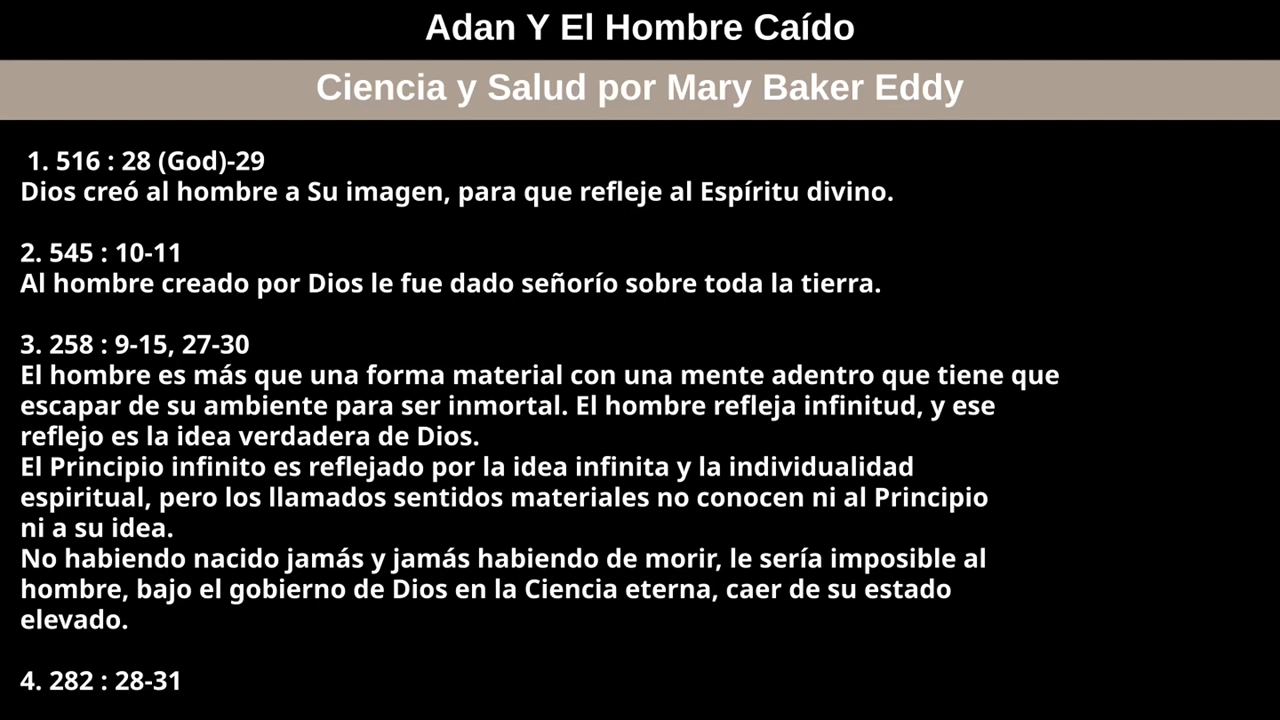 Adan Y El Hombre Caído
Ciencia y Salud por Mary Baker Eddy
1. 516 : 28 (God)-29
Dios creó al hombre a Su imagen, para que refleje al Espíritu divino.
2. 545 : 10-11
Al hombre creado por Dios le fue dado señorío sobre toda la tierra.
3. 258 : 9-15, 27-30
El hombre es más que una forma material con una mente adentro que tiene que
escapar de su ambiente para ser inmortal. El hombre refleja infinitud, y ese
reflejo es la idea verdadera de Dios.
El Principio infinito es reflejado por la idea infinita y la individualidad
espiritual, pero los llamados sentidos materiales no conocen ni al Principio
ni a su idea.
No habiendo nacido jamás y jamás habiendo de morir, le sería imposible al
hombre, bajo el gobierno de Dios en la Ciencia eterna, caer de su estado
elevado.
4. 282 : 28-31